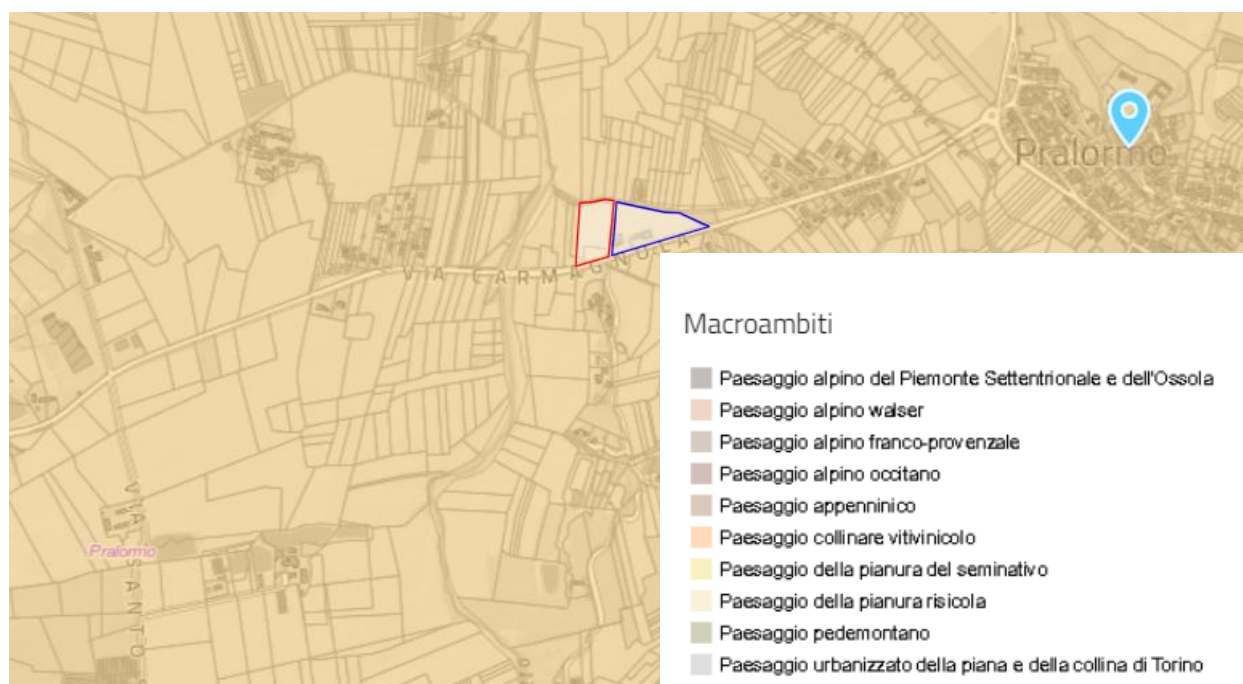 Pralormo
VIA CARMAGNOLA
Macroambiti
Paesaggio alpino del Piemonte Settentrionale e dell'Ossola
Paesaggio alpino walser
Paesaggio alpino franco-provenzale
Paesaggio alpino occitano
Paesaggio appenninico
Paesaggio collinare vitivinicolo
Paesaggio della pianura del seminativo
Paesaggio della pianura risicola
Paesaggio pedemontano
Paesaggio urbanizzato della piana e della collina di Torino
Pralormo
VIA SANTO